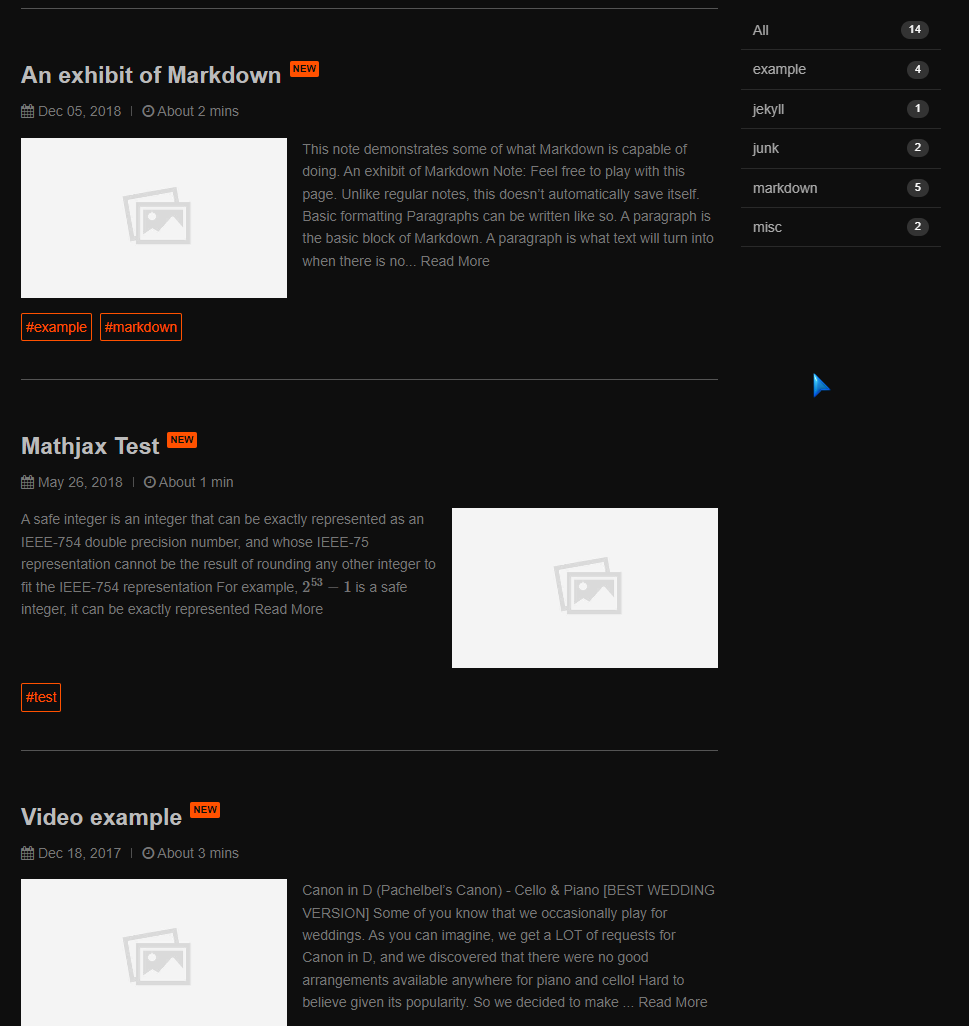 An exhibit of Markdown NEW
Dec 05, 2018 | About 2 mins
This note demonstrates some of what Markdown is capable of
doing. An exhibit of Markdown Note: Feel free to play with this
page. Unlike regular notes, this doesn’t automatically save itself.
Basic formatting Paragraphs can be written like so. A paragraph is
the basic block of Markdown. A paragraph is what text will turn into
when there is no... Read More
#example #markdown
Mathjax Test NEW
May 26, 2018 | About 1 min
A safe integer is an integer that can be exactly represented as an
IEEE-754 double precision number, and whose IEEE-75
representation cannot be the result of rounding any other integer to
fit the IEEE-754 representation For example, 2⁵³ − 1 is a safe
integer, it can be exactly represented Read More
#test
Video example NEW
Dec 18, 2017 | About 3 mins
Canon in D (Pachelbel's Canon) - Cello & Piano [BEST WEDDING
VERSION] Some of you know that we occasionally play for
weddings. As you can imagine, we get a LOT of requests for
Canon in D, and we discovered that there were no good
arrangements available anywhere for piano and cello! Hard to
believe given its popularity. So we decided to make ... Read More
All 14
example 4
jekyll 1
junk 2
markdown 5
misc 2